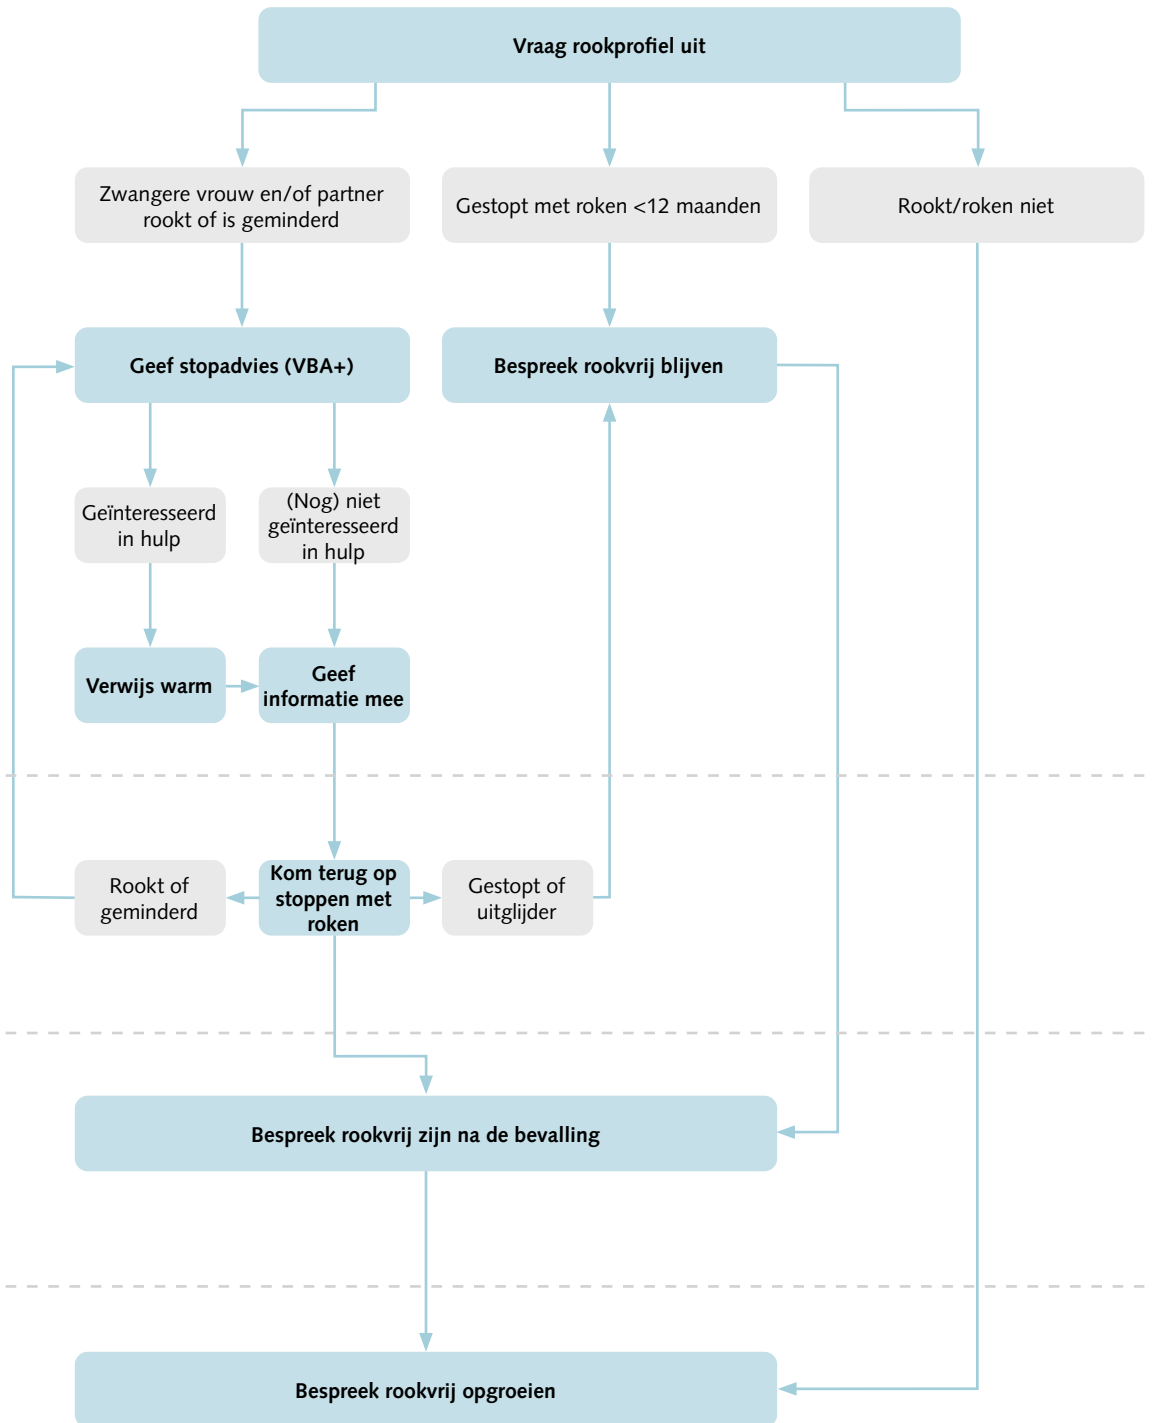 Vraag rookprofiel uit
Zwangere vrouw en/of partner
rookt of is geminderd
Gestopt met roken <12 maanden
Rookt/roken niet
Geef stopadvies (VBA+)
Bespreek rookvrij blijven
Geïnteresseerd
in hulp
(Nog) niet
geïnteresseerd
in hulp
Verwijs warm
Geef
informatie mee
Rookt of
geminderd
Kom terug op
stoppen met
roken
Gestopt of
uitglijder
Bespreek rookvrij zijn na de bevalling
Bespreek rookvrij opgroeien